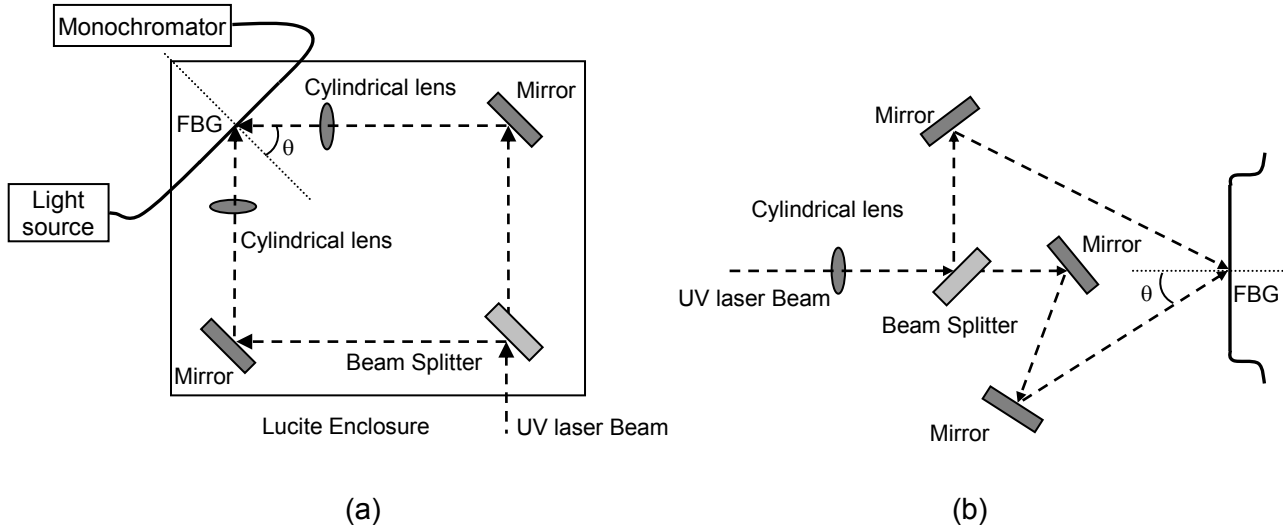 Monochromator
Cylindrical lens
Mirror
FBG
θ
Light
source
Cylindrical lens
Mirror
Beam Splitter
Lucite Enclosure
UV laser Beam
(a)
Mirror
Cylindrical lens
Mirror
UV laser Beam
Beam Splitter
θ
FBG
Mirror
(b)